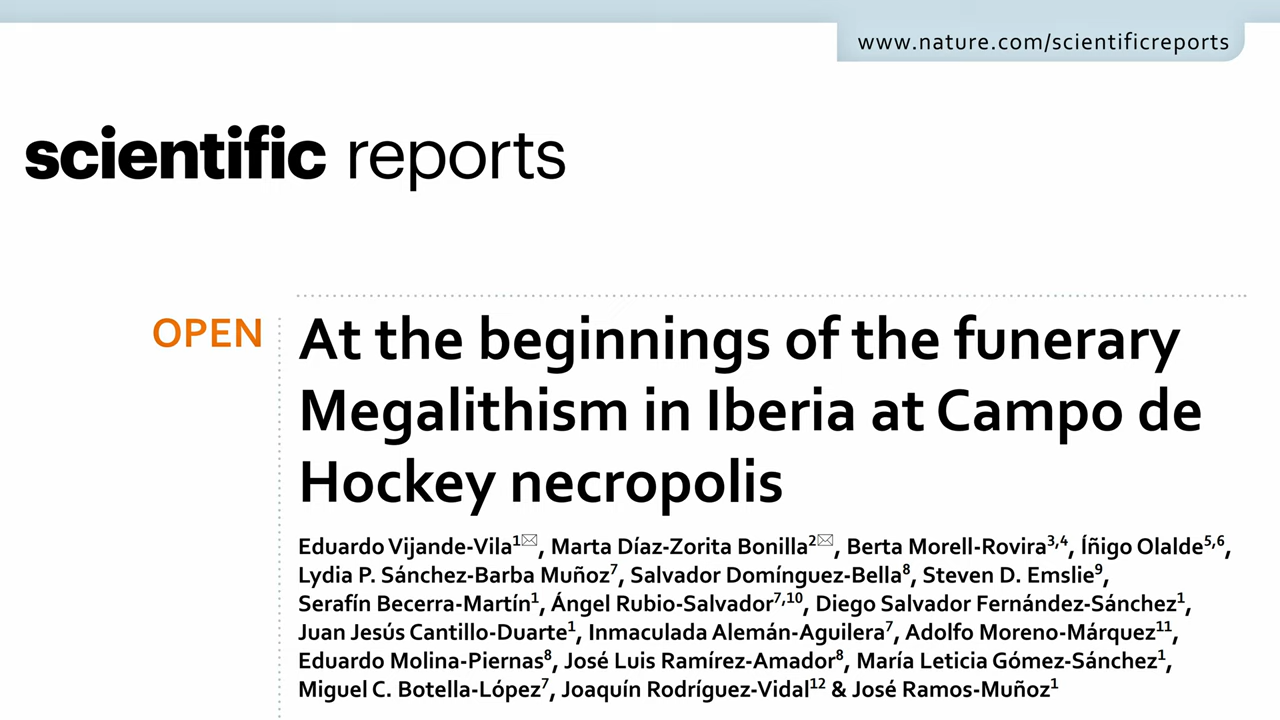 www.nature.com/scientificreports
scientific reports
OPEN
At the beginnings of the funerary
Megalithism in Iberia at Campo de
Hockey necropolis
Eduardo Vijande-Vila1✉, Marta Díaz-Zorita Bonilla2✉, Berta Morell-Rovira3,4, Íñigo Olalde5,6,
Lydia P. Sánchez-Barba Muñoz7, Salvador Domínguez-Bella8, Steven D. Emslie9,
Serafín Becerra-Martín1, Ángel Rubio-Salvador7,10, Diego Salvador Fernández-Sánchez1,
Juan Jesús Cantillo-Duarte1, Inmaculada Alemán-Aguilera7, Adolfo Moreno-Márquez11,
Eduardo Molina-Piernas8, José Luis Ramírez-Amador8, María Leticia Gómez-Sánchez1,
Miguel C. Botella-López7, Joaquín Rodríguez-Vidal12 & José Ramos-Muñoz1